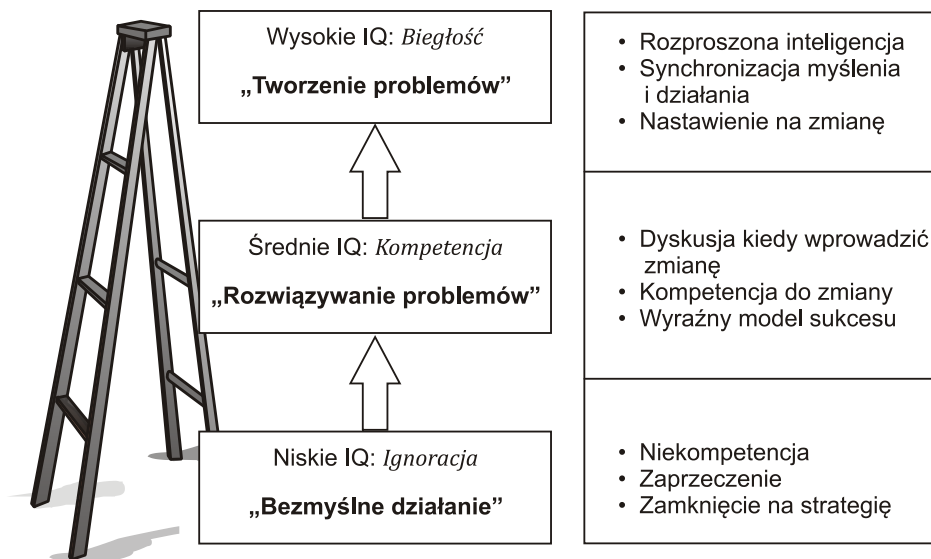 Wysokie IQ: Biegłość
„Tworzenie problemów”
• Rozproszona inteligencja
• Synchronizacja myślenia
i działania
• Nastawienie na zmianę
Średnie IQ: Kompetencja
„Rozwiązywanie problemów”
• Dyskusja kiedy wprowadzić
zmianę
• Kompetencja do zmiany
• Wyraźny model sukcesu
Niskie IQ: Ignoracja
„Bezmyślne działanie”
• Niekompetencja
• Zaprzeczenie
• Zamknięcie na strategię